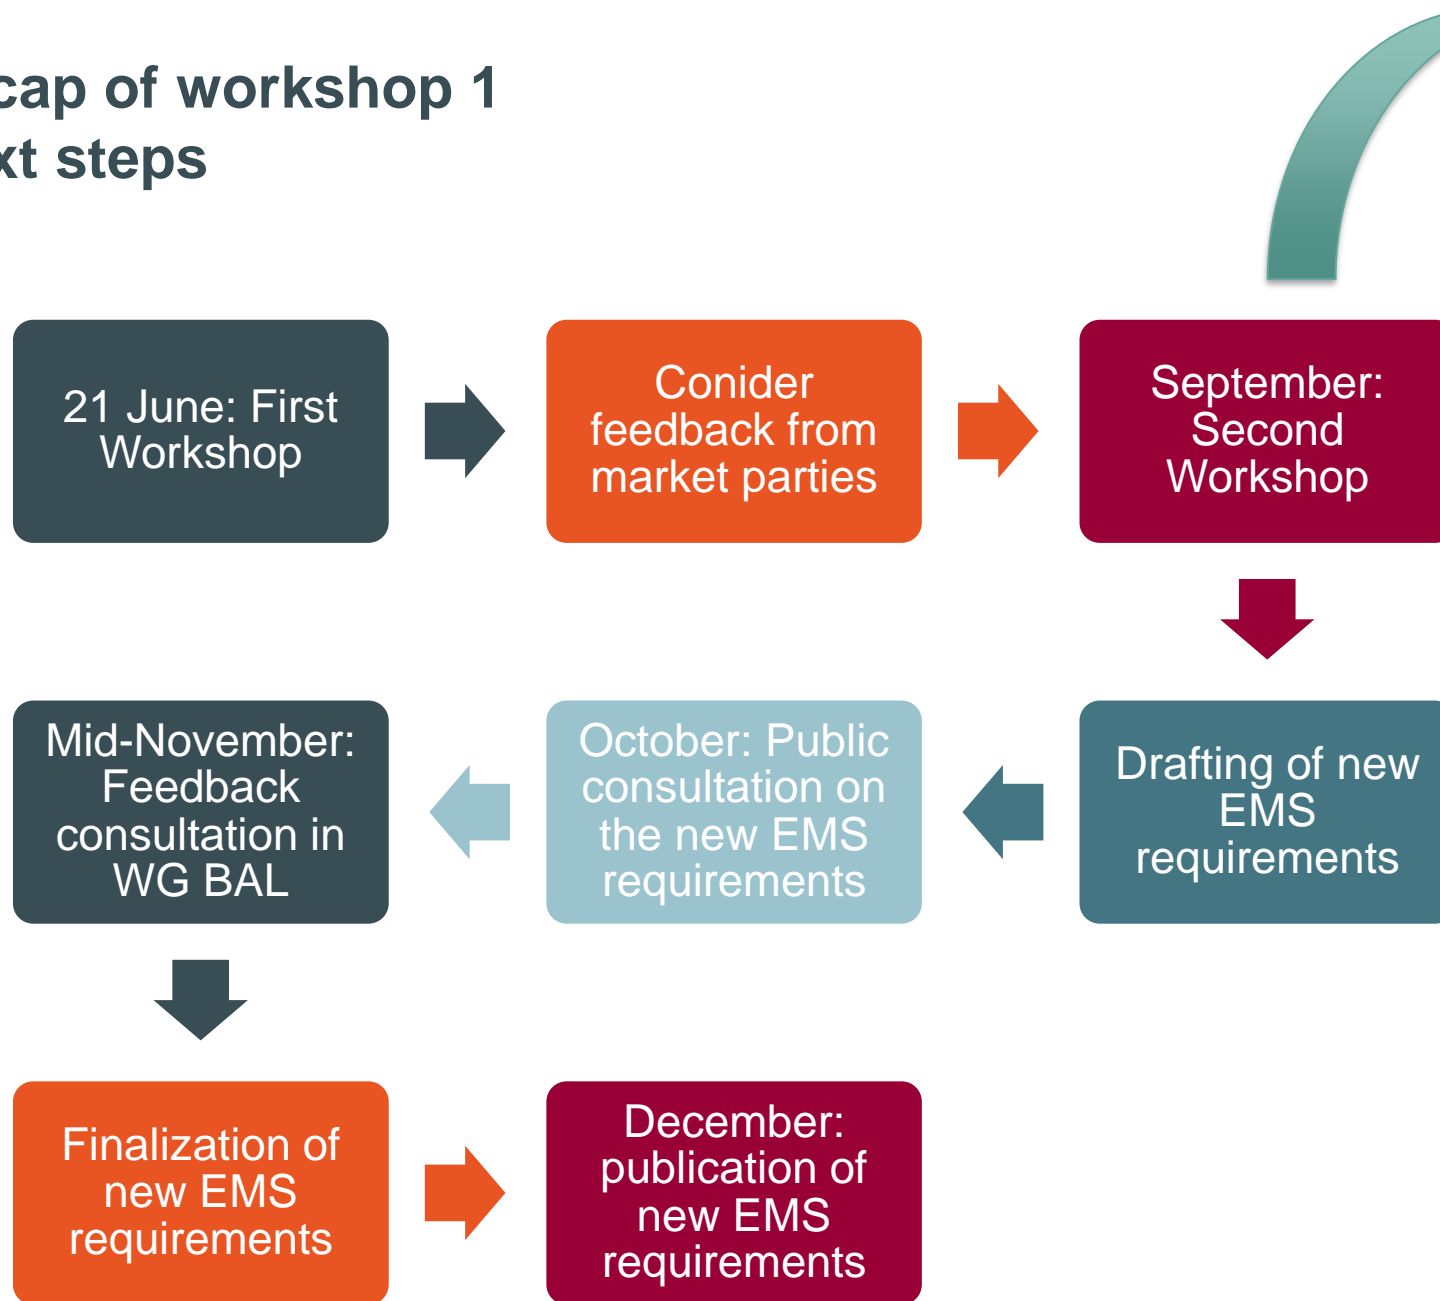 cap of workshop 1
xt steps
21 June: First
Workshop
Conider
feedback from
market parties
September:
Second
Workshop
Drafting of new
EMS
requirements
October: Public
consultation on
the new EMS
requirements
Mid-November:
Feedback
consultation in
WG BAL
Finalization of
new EMS
requirements
December:
publication of
new EMS
requirements